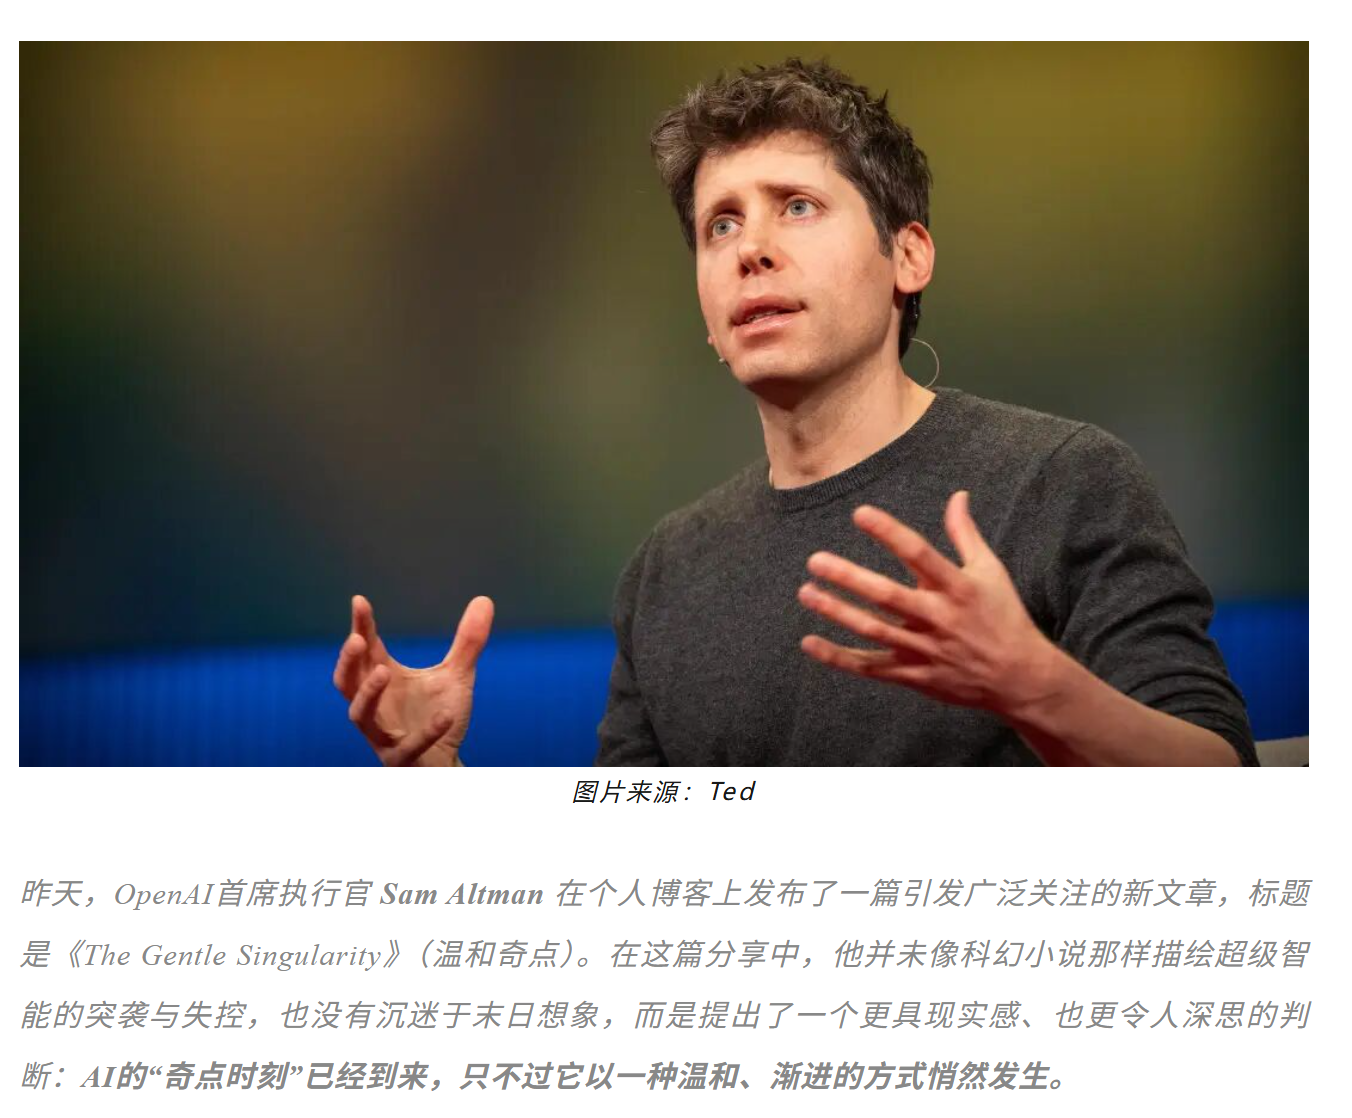 图片来源：Ted
昨天，OpenAI首席执行官 Sam Altman 在个人博客上发布了一篇引发广泛关注的新文章，标题
是《The Gentle Singularity》（温和奇点）。在这篇分享中，他并未像科幻小说那样描绘超级智
能的突袭与失控，也没有沉迷于末日想象，而是提出了一个更具现实感、也更令人深思的判
断：AI的“奇点时刻”已经到来，只不过它以一种温和、渐进的方式悄然发生。